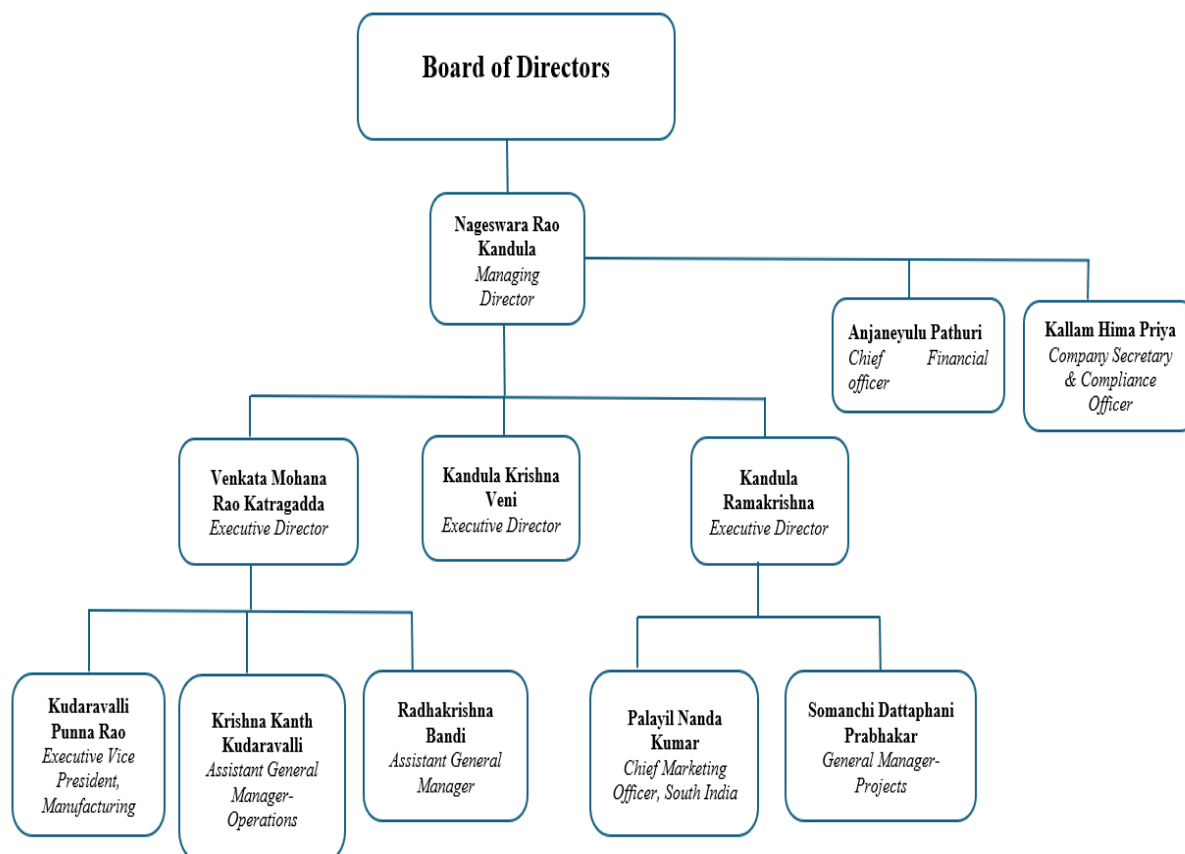 Board of Directors
Nageswara Rao
Kandula
Managing
Director
Anjaneyulu Pathuri
Chief Financial
officer
Kallam Hima Priya
Company Secretary
& Compliance
Officer
Venkata Mohana
Rao Katragadda
Executive Director
Kandula Krishna
Veni
Executive Director
Kandula
Ramakrishna
Executive Director
Kudaravalli
Punna Rao
Executive Vice
President,
Manufacturing
Krishna Kanth
Kudaravalli
Assistant General
Manager-
Operations
Radhakrishna
Bandi
Assistant General
Manager
Palayil Nanda
Kumar
Chief Marketing
Officer, South India
Somanchi Dattaphani
Prabhakar
General Manager-
Projects